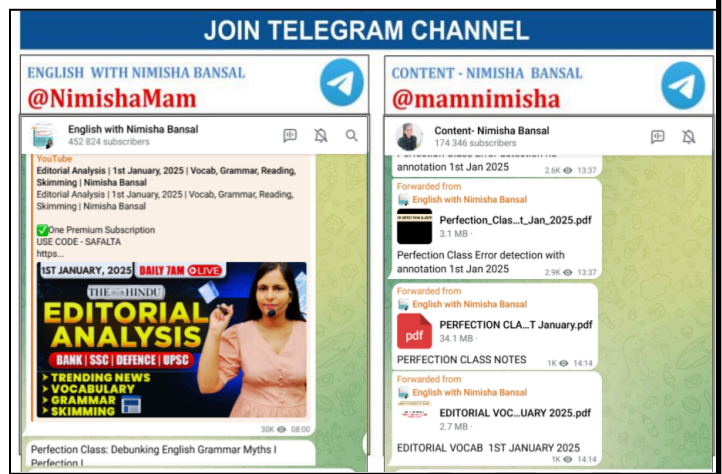 JOIN TELEGRAM CHANNEL
ENGLISH WITH NIMISHA BANSAL
@NimishaMam
English with Nimisha Bansal
452 824 subscribers
YouTube
Editorial Analysis | 1st January, 2025 | Vocab, Grammar, Reading,
Skimming | Nimisha Bansal
Editorial Analysis | 1st January, 2025 | Vocab, Grammar, Reading,
Skimming | Nimisha Bansal
✅One Premium Subscription
USE CODE - SAFALTA
https...
1ST JANUARY, 2025 DAILY 7AM LIVE
THE HINDU
EDITORIAL
ANALYSIS
BANK | SSC | DEFENCE | UPSC
TRENDING NEWS
VOCABULARY
GRAMMAR
SKIMMING
30K 08:00
Perfection Class: Debunking English Grammar Myths I
Perfection I
CONTENT - NIMISHA BANSAL
@mamnimisha
Content- Nimisha Bansal
174 346 subscribers
annotation 1st Jan 2025 2.6K 13:37
Forwarded from
English with Nimisha Bansal
Perfection_Clas...t_Jan_2025.pdf
3.1 MB
Perfection Class Error detection with
annotation 1st Jan 2025 2.9K 13:37
Forwarded from
English with Nimisha Bansal
pdf
PERFECTION CLA...T January.pdf
34.1 MB
PERFECTION CLASS NOTES 1K 14:14
Forwarded from
English with Nimisha Bansal
EDITORIAL VOC...UARY 2025.pdf
2.7 MB
EDITORIAL VOCAB 1ST JANUARY 2025
1K 14:14